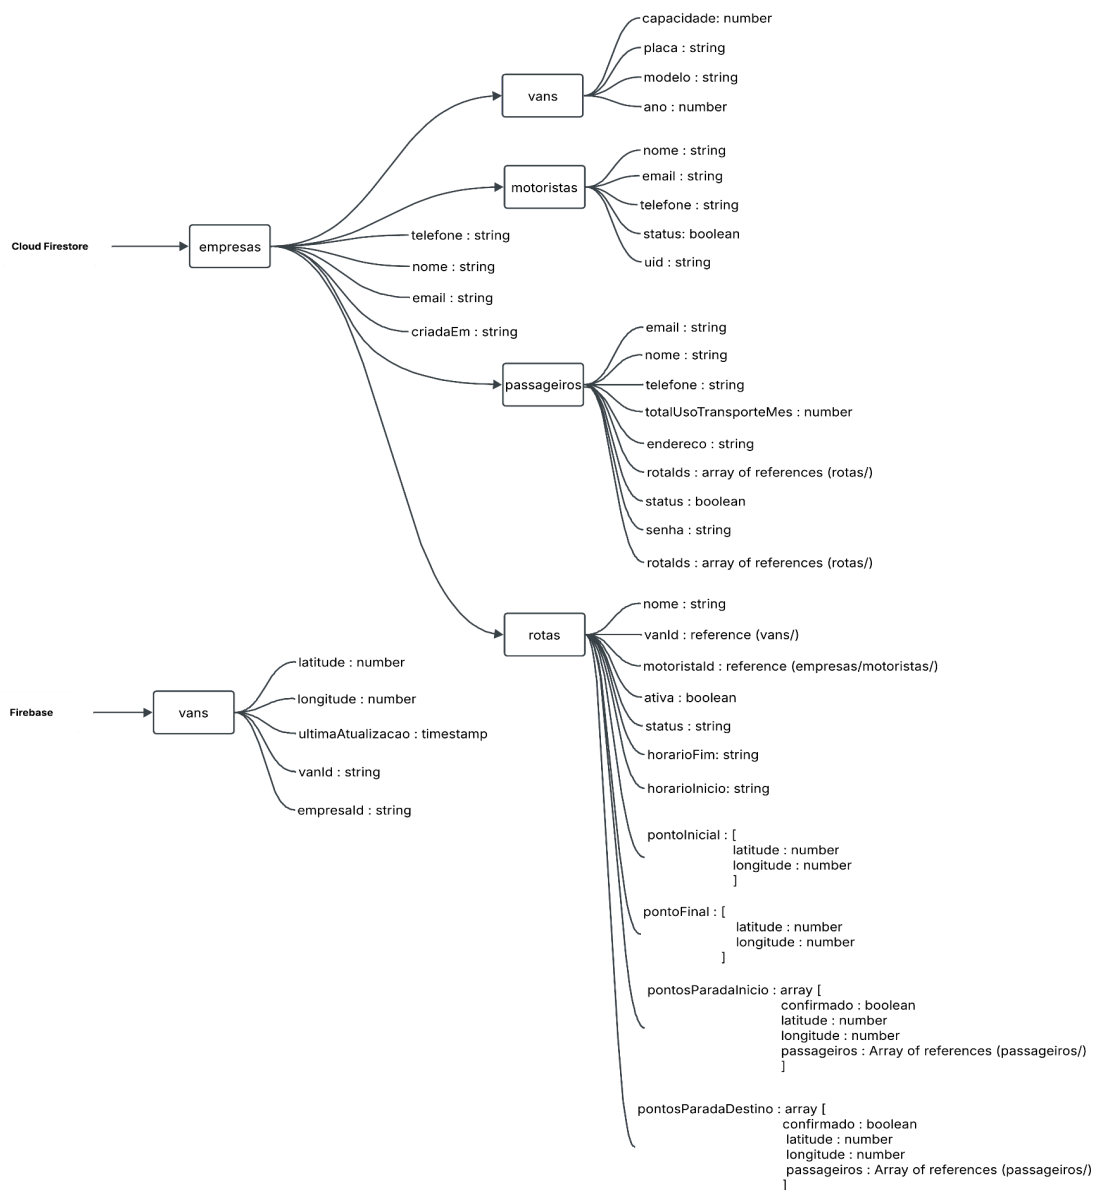 capacidade: number
placa : string
modelo : string
ano : number
vans
nome : string
email : string
telefone : string
status: boolean
uid : string
motoristas
Cloud Firestore
empresas
telefone : string
nome : string
email : string
criadaEm : string
passageiros
email : string
nome : string
telefone : string
totalUsoTransporteMes : number
endereco : string
rotaIds : array of references (rotas/)
status : boolean
senha : string
rotaIds : array of references (rotas/)
rotas
nome : string
vanId : reference (vans/)
motoristaId : reference (empresas/motoristas/)
ativa : boolean
status : string
horarioFim: string
horarioInicio: string
pontoInicial : [
latitude : number
longitude : number
]
pontoFinal : [
latitude : number
longitude : number
]
pontosParadaInicio : array [
confirmado : boolean
latitude : number
longitude : number
passageiros : Array of references (passageiros/)
]
pontosParadaDestino : array [
confirmado : boolean
latitude : number
longitude : number
passageiros : Array of references (passageiros/)
]
Firebase
vans
latitude : number
longitude : number
ultimaAtualizacao : timestamp
vanId : string
empresaId : string